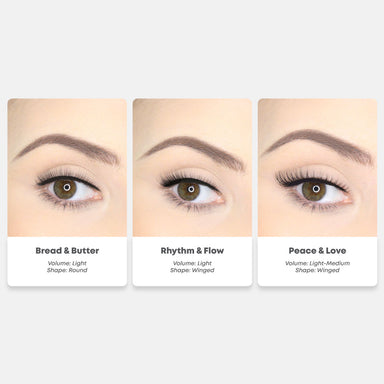 Bread & Butter
Volume: Light
Shape: Round
Rhythm & Flow
Volume: Light
Shape: Winged
Peace & Love
Volume: Light-Medium
Shape: Winged